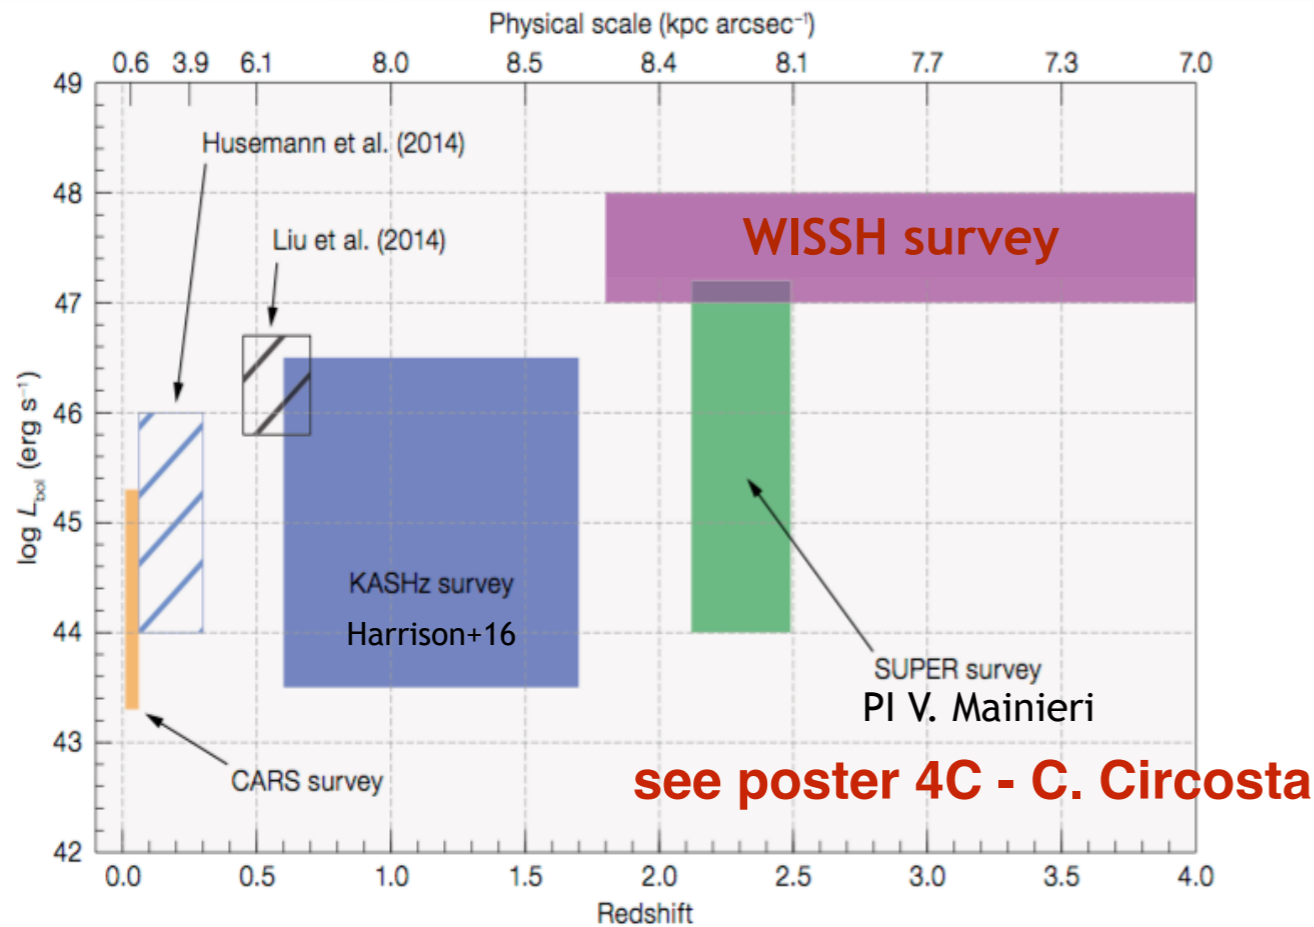 Physical scale (kpc arcsec⁻¹)
0.6 3.9 6.1 8.0 8.5 8.4 8.1 7.7 7.3 7.0
49
Husemann et al. (2014)
48
WISSH survey
Liu et al. (2014)
47
46
log L_bol (erg s⁻¹)
45
KASHz survey
44
Harrison+16
SUPER survey
PI V. Mainieri
43
CARS survey
see poster 4C - C. Circosta
42
0.0 0.5 1.0 1.5 2.0 2.5 3.0 3.5 4.0
Redshift